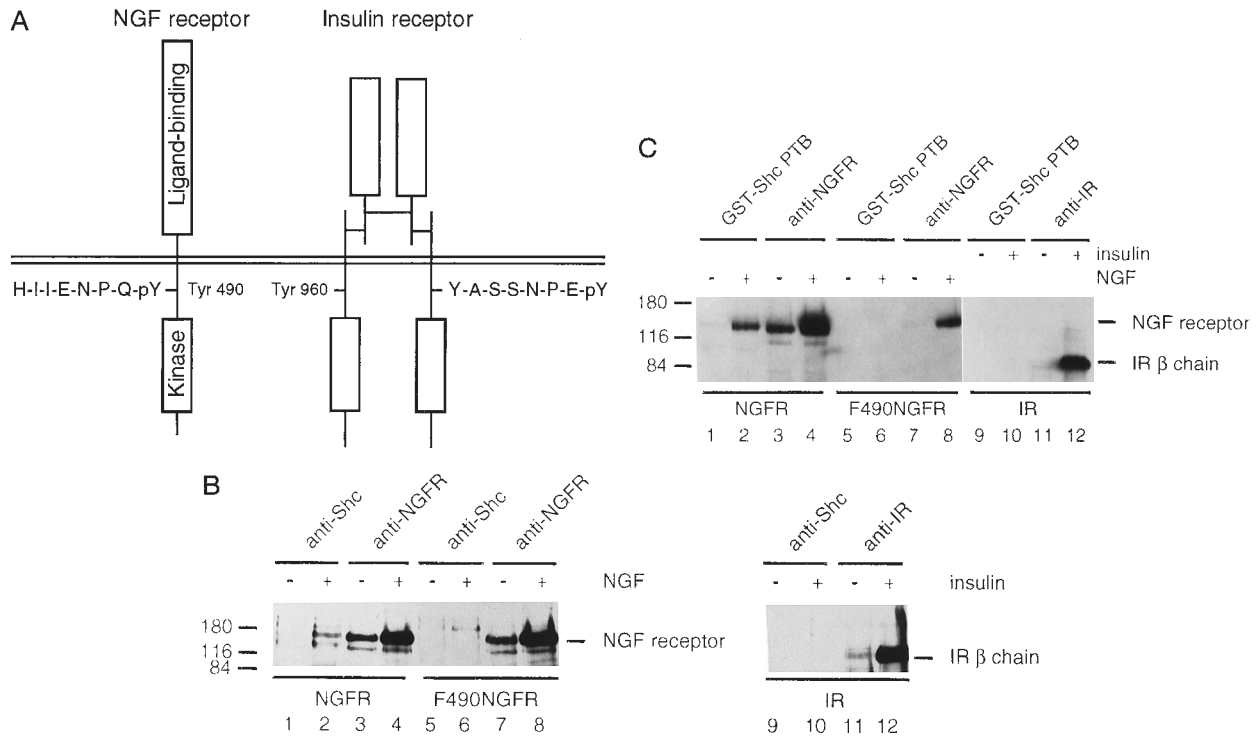 A
NGF receptor
Insulin receptor
Ligand-binding
H-I-I-E-N-P-Q-pY
Tyr 490
Tyr 960
Y-A-S-S-N-P-E-pY
Kinase
C
GST-Shc PTB
anti-NGFR
GST-Shc PTB
anti-NGFR
GST-Shc PTB
anti-IR
- + - + insulin
- + - + - + - + NGF
180
116
84
NGF receptor
IR β chain
NGFR
F490NGFR
IR
1 2 3 4 5 6 7 8 9 10 11 12
B
anti-Shc
anti-NGFR
anti-Shc
anti-NGFR
- + - + - + - + NGF
180
116
84
NGF receptor
NGFR
F490NGFR
1 2 3 4 5 6 7 8
anti-Shc
anti-IR
- + - + insulin
IR β chain
IR
9 10 11 12